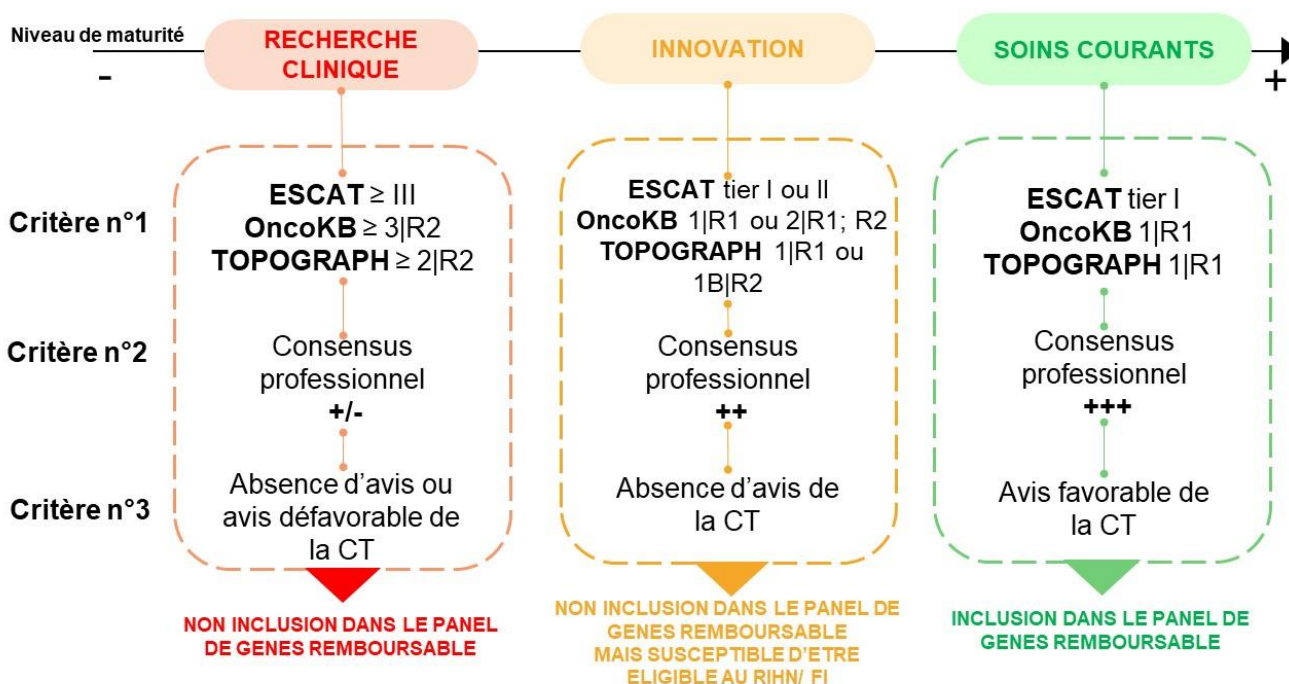 Niveau de maturité
-
RECHERCHE
CLINIQUE
INNOVATION
SOINS COURANTS
+
Critère n°1
ESCAT ≥ III
OncoKB ≥ 3|R2
TOPOGRAPH ≥ 2|R2
ESCAT tier I ou II
OncoKB 1|R1 ou 2|R1; R2
TOPOGRAPH 1|R1 ou
1B|R2
ESCAT tier I
OncoKB 1|R1
TOPOGRAPH 1|R1
Critère n°2
Consensus
professionnel
+/-
Consensus
professionnel
++
Consensus
professionnel
+++
Critère n°3
Absence d'avis ou
avis défavorable de
la CT
Absence d'avis de
la CT
Avis favorable de
la CT
NON INCLUSION DANS LE PANEL
DE GENES REMBOURSABLE
NON INCLUSION DANS LE PANEL DE
GENES REMBOURSABLE
MAIS SUSCEPTIBLE D'ETRE
ELIGIBLE AU RIHN/ FI
INCLUSION DANS LE PANEL DE
GENES REMBOURSABLE